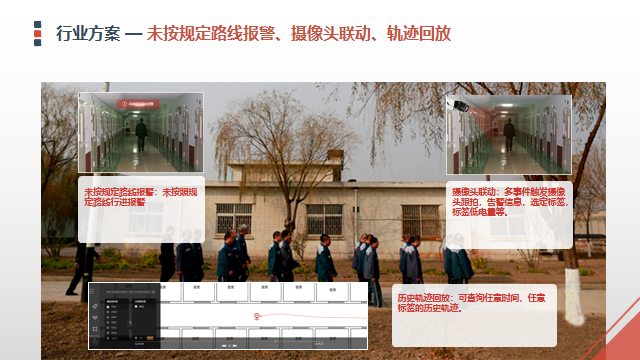 行业方案 — 未按规定路线报警、摄像头联动、轨迹回放
未按规定路线报警：未按照规
定路线行进报警
摄像头联动：多事件触发摄像
头跟拍，告警信息，选定标签，
标签低电量等。
历史轨迹回放：可查询任意时间，任意
标签的历史轨迹。